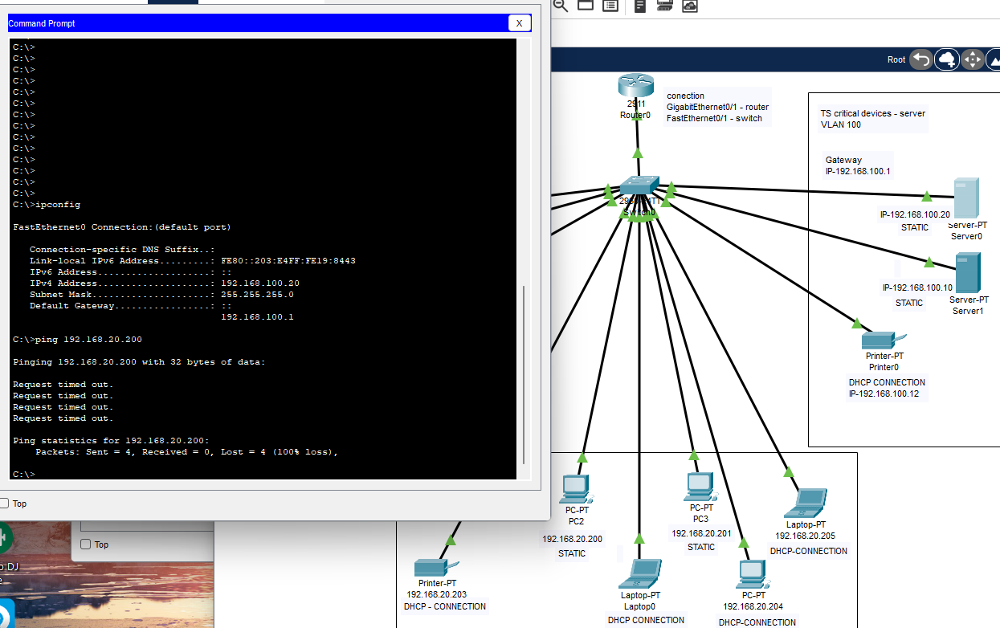 Command Prompt
X
C:\>
C:\>
C:\>
C:\>
C:\>
C:\>
C:\>
C:\>
C:\>
C:\>
C:\>
C:\>
C:\>
C:\>
C:\>ipconfig
FastEthernet0 Connection:(default port)
Connection-specific DNS Suffix..:
Link-local IPv6 Address.........: FE80::203:E4FF:FE19:8443
IPv6 Address....................: ::
IPv4 Address....................: 192.168.100.20
Subnet Mask.....................: 255.255.255.0
Default Gateway.................: ::
192.168.100.1
C:\>ping 192.168.20.200
Pinging 192.168.20.200 with 32 bytes of data:
Request timed out.
Request timed out.
Request timed out.
Request timed out.
Ping statistics for 192.168.20.200:
Packets: Sent = 4, Received = 0, Lost = 4 (100% loss),
C:\>
Top
Top
DJ
Root
2911
Router0
conection
GigabitEthernet0/1 - router
FastEthernet0/1 - switch
Switch0
TS critical devices - server
VLAN 100
Gateway
IP-192.168.100.1
IP-192.168.100.20
STATIC
Server-PT
Server0
IP-192.168.100.10
STATIC
Server-PT
Server1
Printer-PT
Printer0
DHCP CONNECTION
IP-192.168.100.12
PC-PT
PC2
192.168.20.200
STATIC
PC-PT
PC3
192.168.20.201
STATIC
Laptop-PT
192.168.20.205
DHCP-CONNECTION
Printer-PT
192.168.20.203
DHCP - CONNECTION
Laptop-PT
Laptop0
DHCP CONNECTION
PC-PT
192.168.20.204
DHCP-CONNECTION